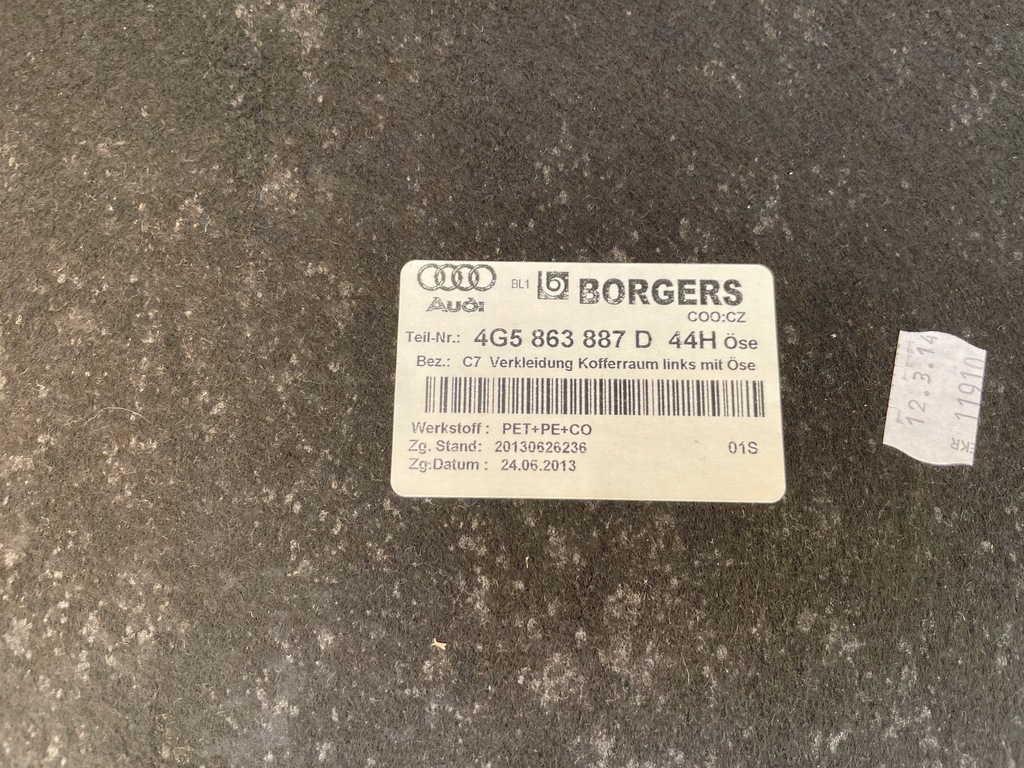 Audi
BL1
BORGERS
COO:CZ
Teil-Nr.: 4G5 863 887 D 44H Öse
Bez.: C7 Verkleidung Kofferraum links mit Öse
Werkstoff : PET+PE+CO
Zg. Stand: 20130626236 01S
Zg.Datum : 24.06.2013
12.3.14
EKR 11910